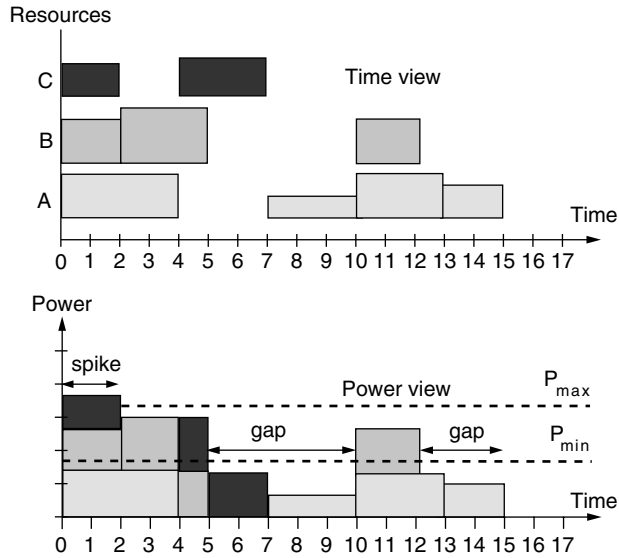 Resources
C
Time view
B
A
Time
0 1 2 3 4 5 6 7 8 9 10 11 12 13 14 15 16 17
Power
spike
Power view
Pmax
gap
gap
Pmin
Time
0 1 2 3 4 5 6 7 8 9 10 11 12 13 14 15 16 17